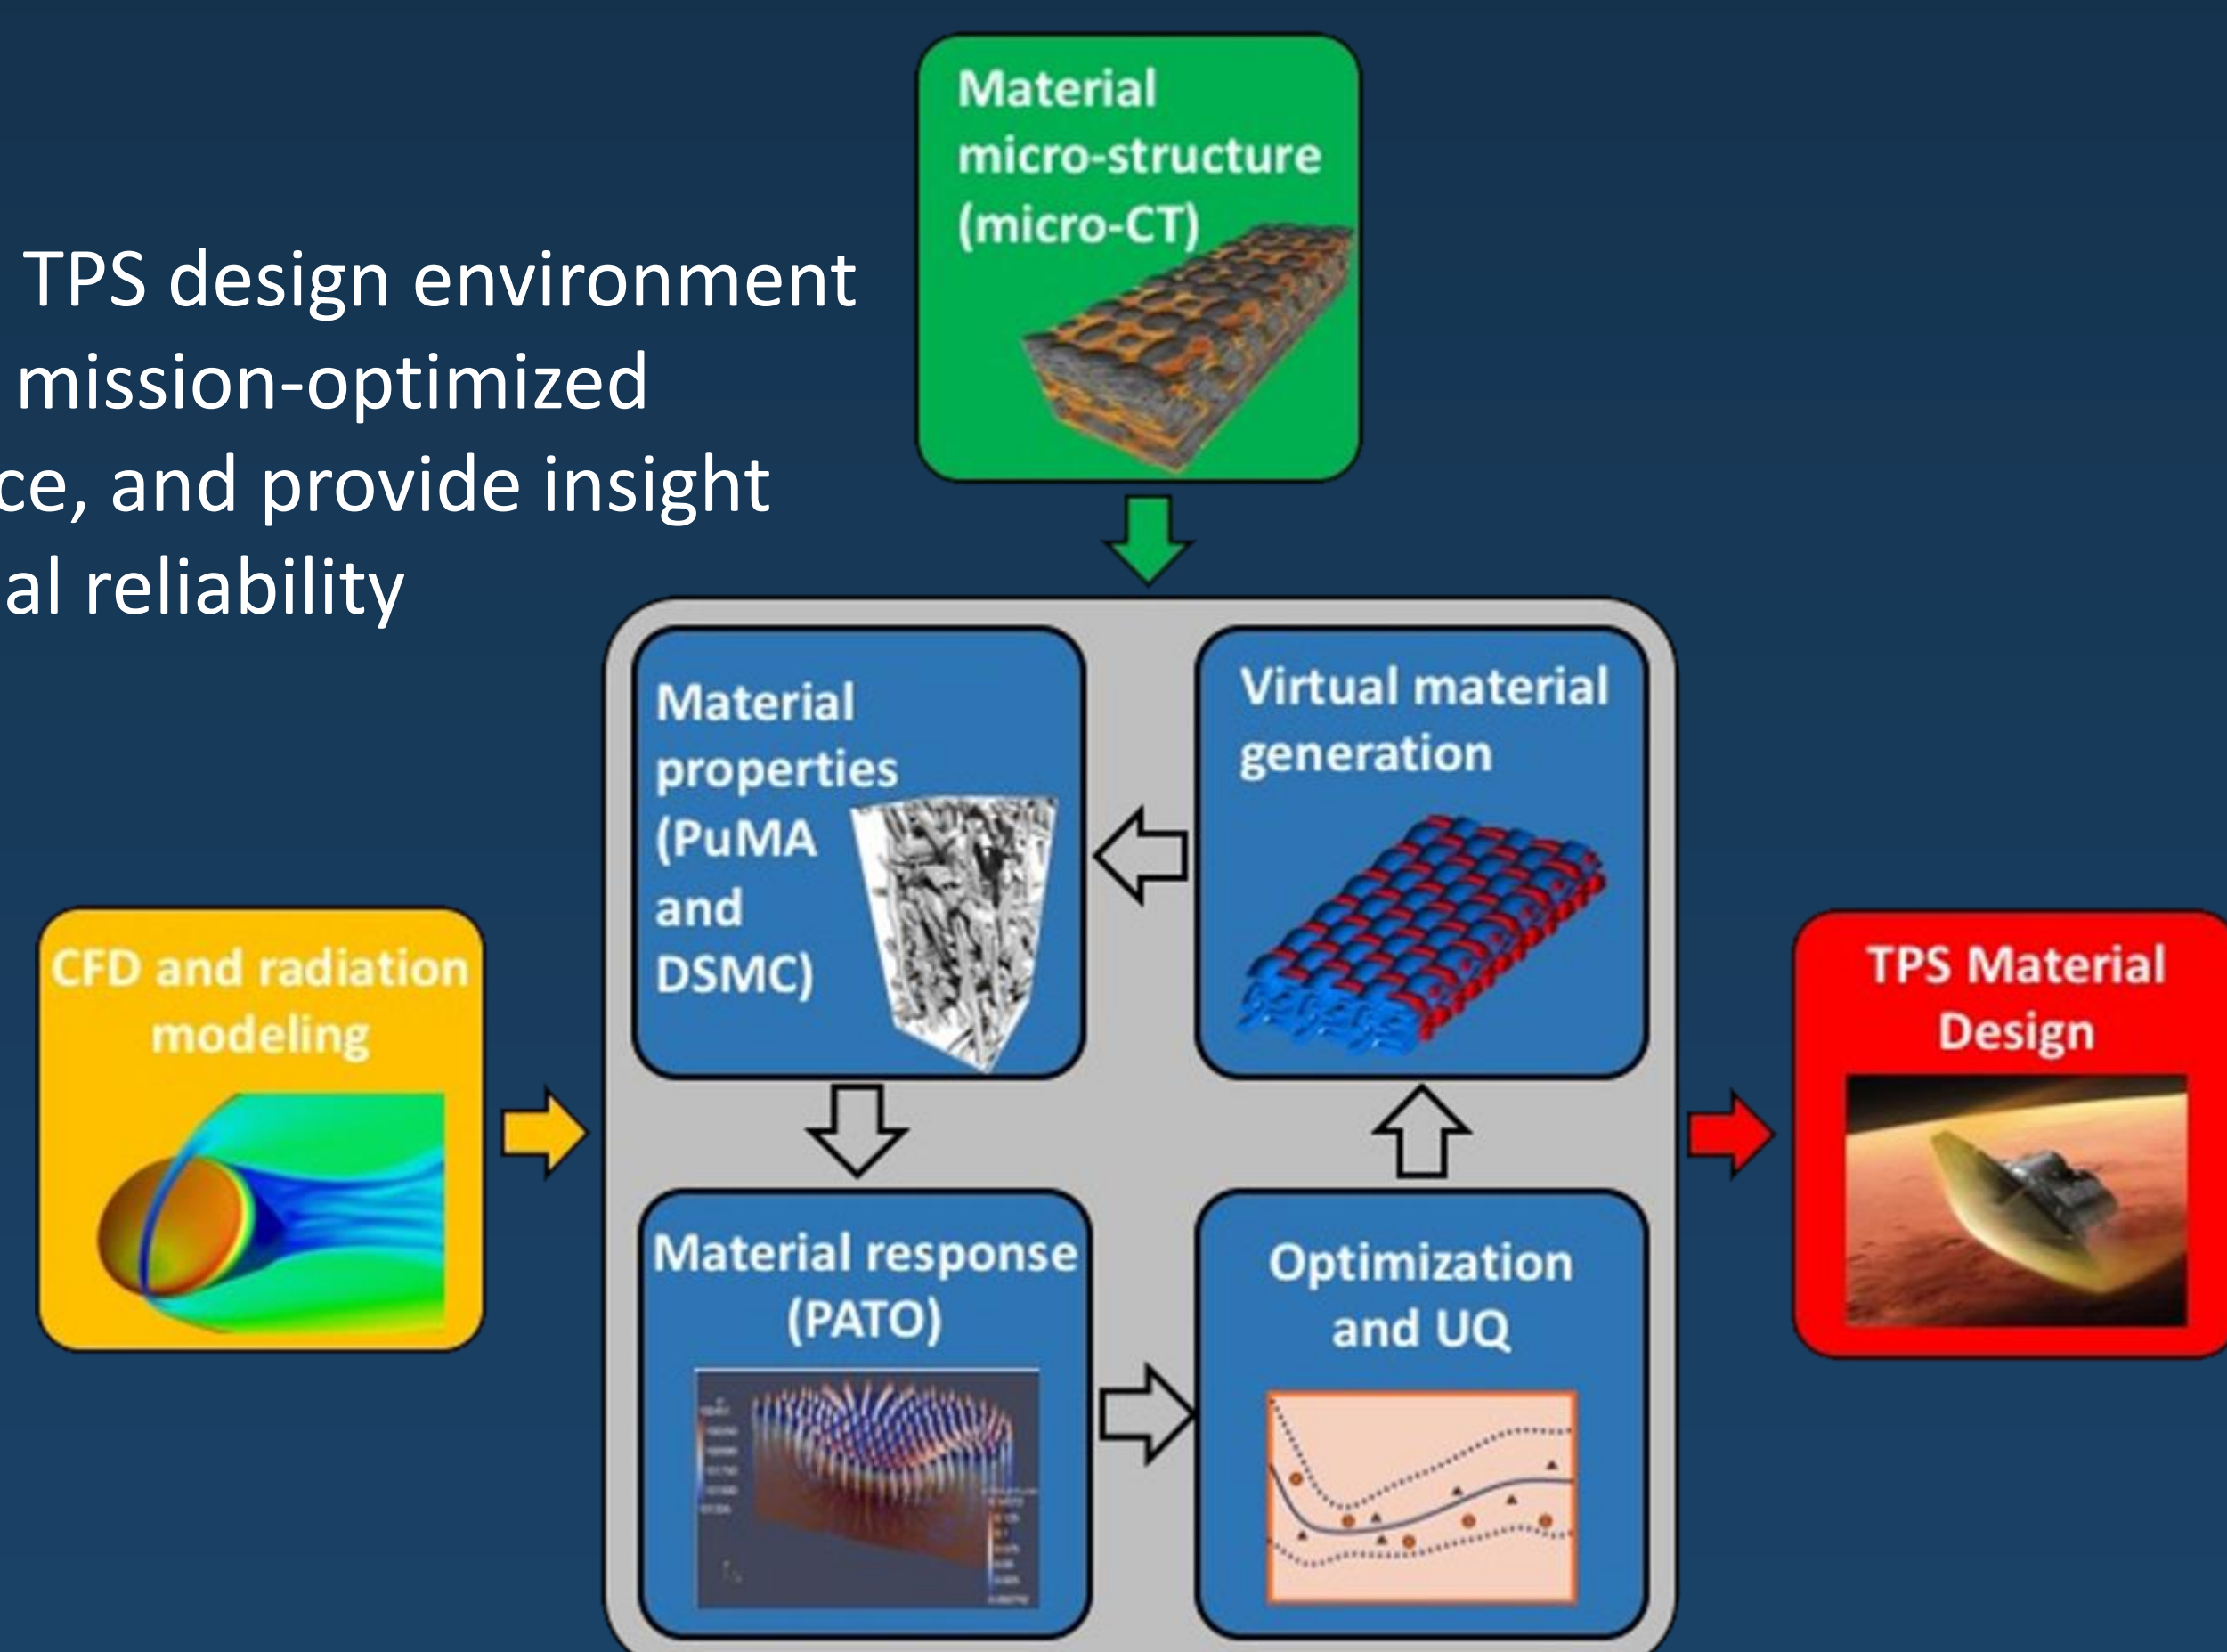 TPS design environment
mission-optimized
ce, and provide insight
al reliability
Material
micro-structure
(micro-CT)
Material
properties
(PuMA
and
DSMC)
Virtual material
generation
CFD and radiation
modeling
TPS Material
Design
Material response
(PATO)
Optimization
and UQ